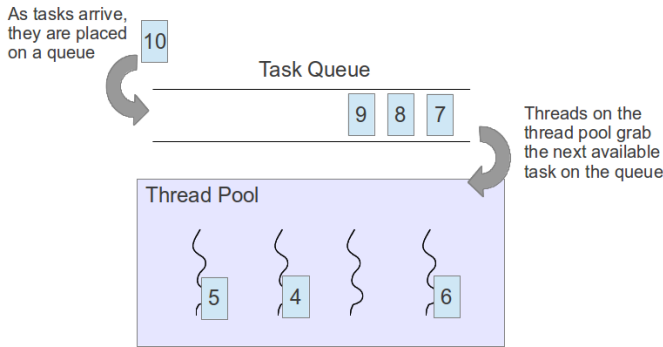 As tasks arrive,
they are placed
on a queue
10
Task Queue
9 8 7
Threads on the
thread pool grab
the next available
task on the queue
Thread Pool
5 4 6